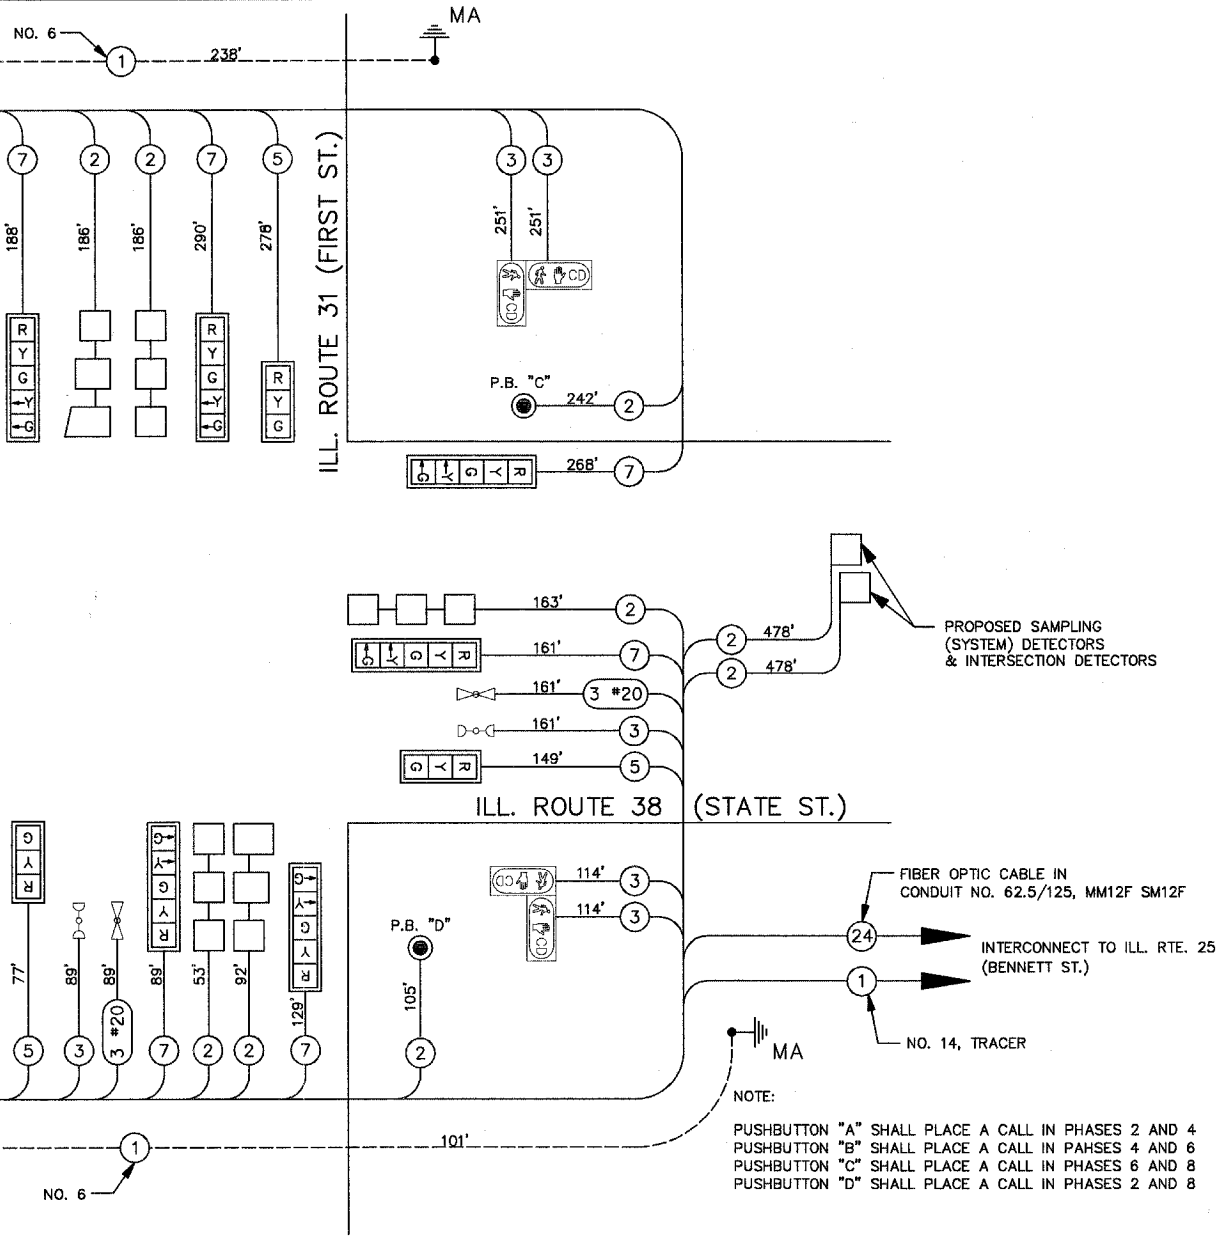 NO. 6
1
238'
MA
7
2
2
7
5
3
3
188'
186'
186'
290'
278'
251'
251'
ILL. ROUTE 31 (FIRST ST.)
CD
CD
R
Y
G
Y
G
R
Y
G
Y
G
R
Y
G
P.B. "C"
242'
2
G Y G Y R
268'
7
163'
2
G Y G Y R
161'
7
161'
3 #20
161'
3
G Y R
149'
5
2
478'
2
478'
PROPOSED SAMPLING
(SYSTEM) DETECTORS
& INTERSECTION DETECTORS
ILL. ROUTE 38 (STATE ST.)
G
Y
R
G
Y
G
Y
R
G
Y
G
Y
R
77'
89'
89'
89'
53'
92'
129'
5
3
3 #20
7
2
2
7
P.B. "D"
105'
2
CD
114'
3
CD
114'
3
FIBER OPTIC CABLE IN
CONDUIT NO. 62.5/125, MM12F SM12F
24
INTERCONNECT TO ILL. RTE. 25
(BENNETT ST.)
1
NO. 14, TRACER
MA
101'
1
NO. 6
NOTE:
PUSHBUTTON "A" SHALL PLACE A CALL IN PHASES 2 AND 4
PUSHBUTTON "B" SHALL PLACE A CALL IN PAHSES 4 AND 6
PUSHBUTTON "C" SHALL PLACE A CALL IN PHASES 6 AND 8
PUSHBUTTON "D" SHALL PLACE A CALL IN PHASES 2 AND 8